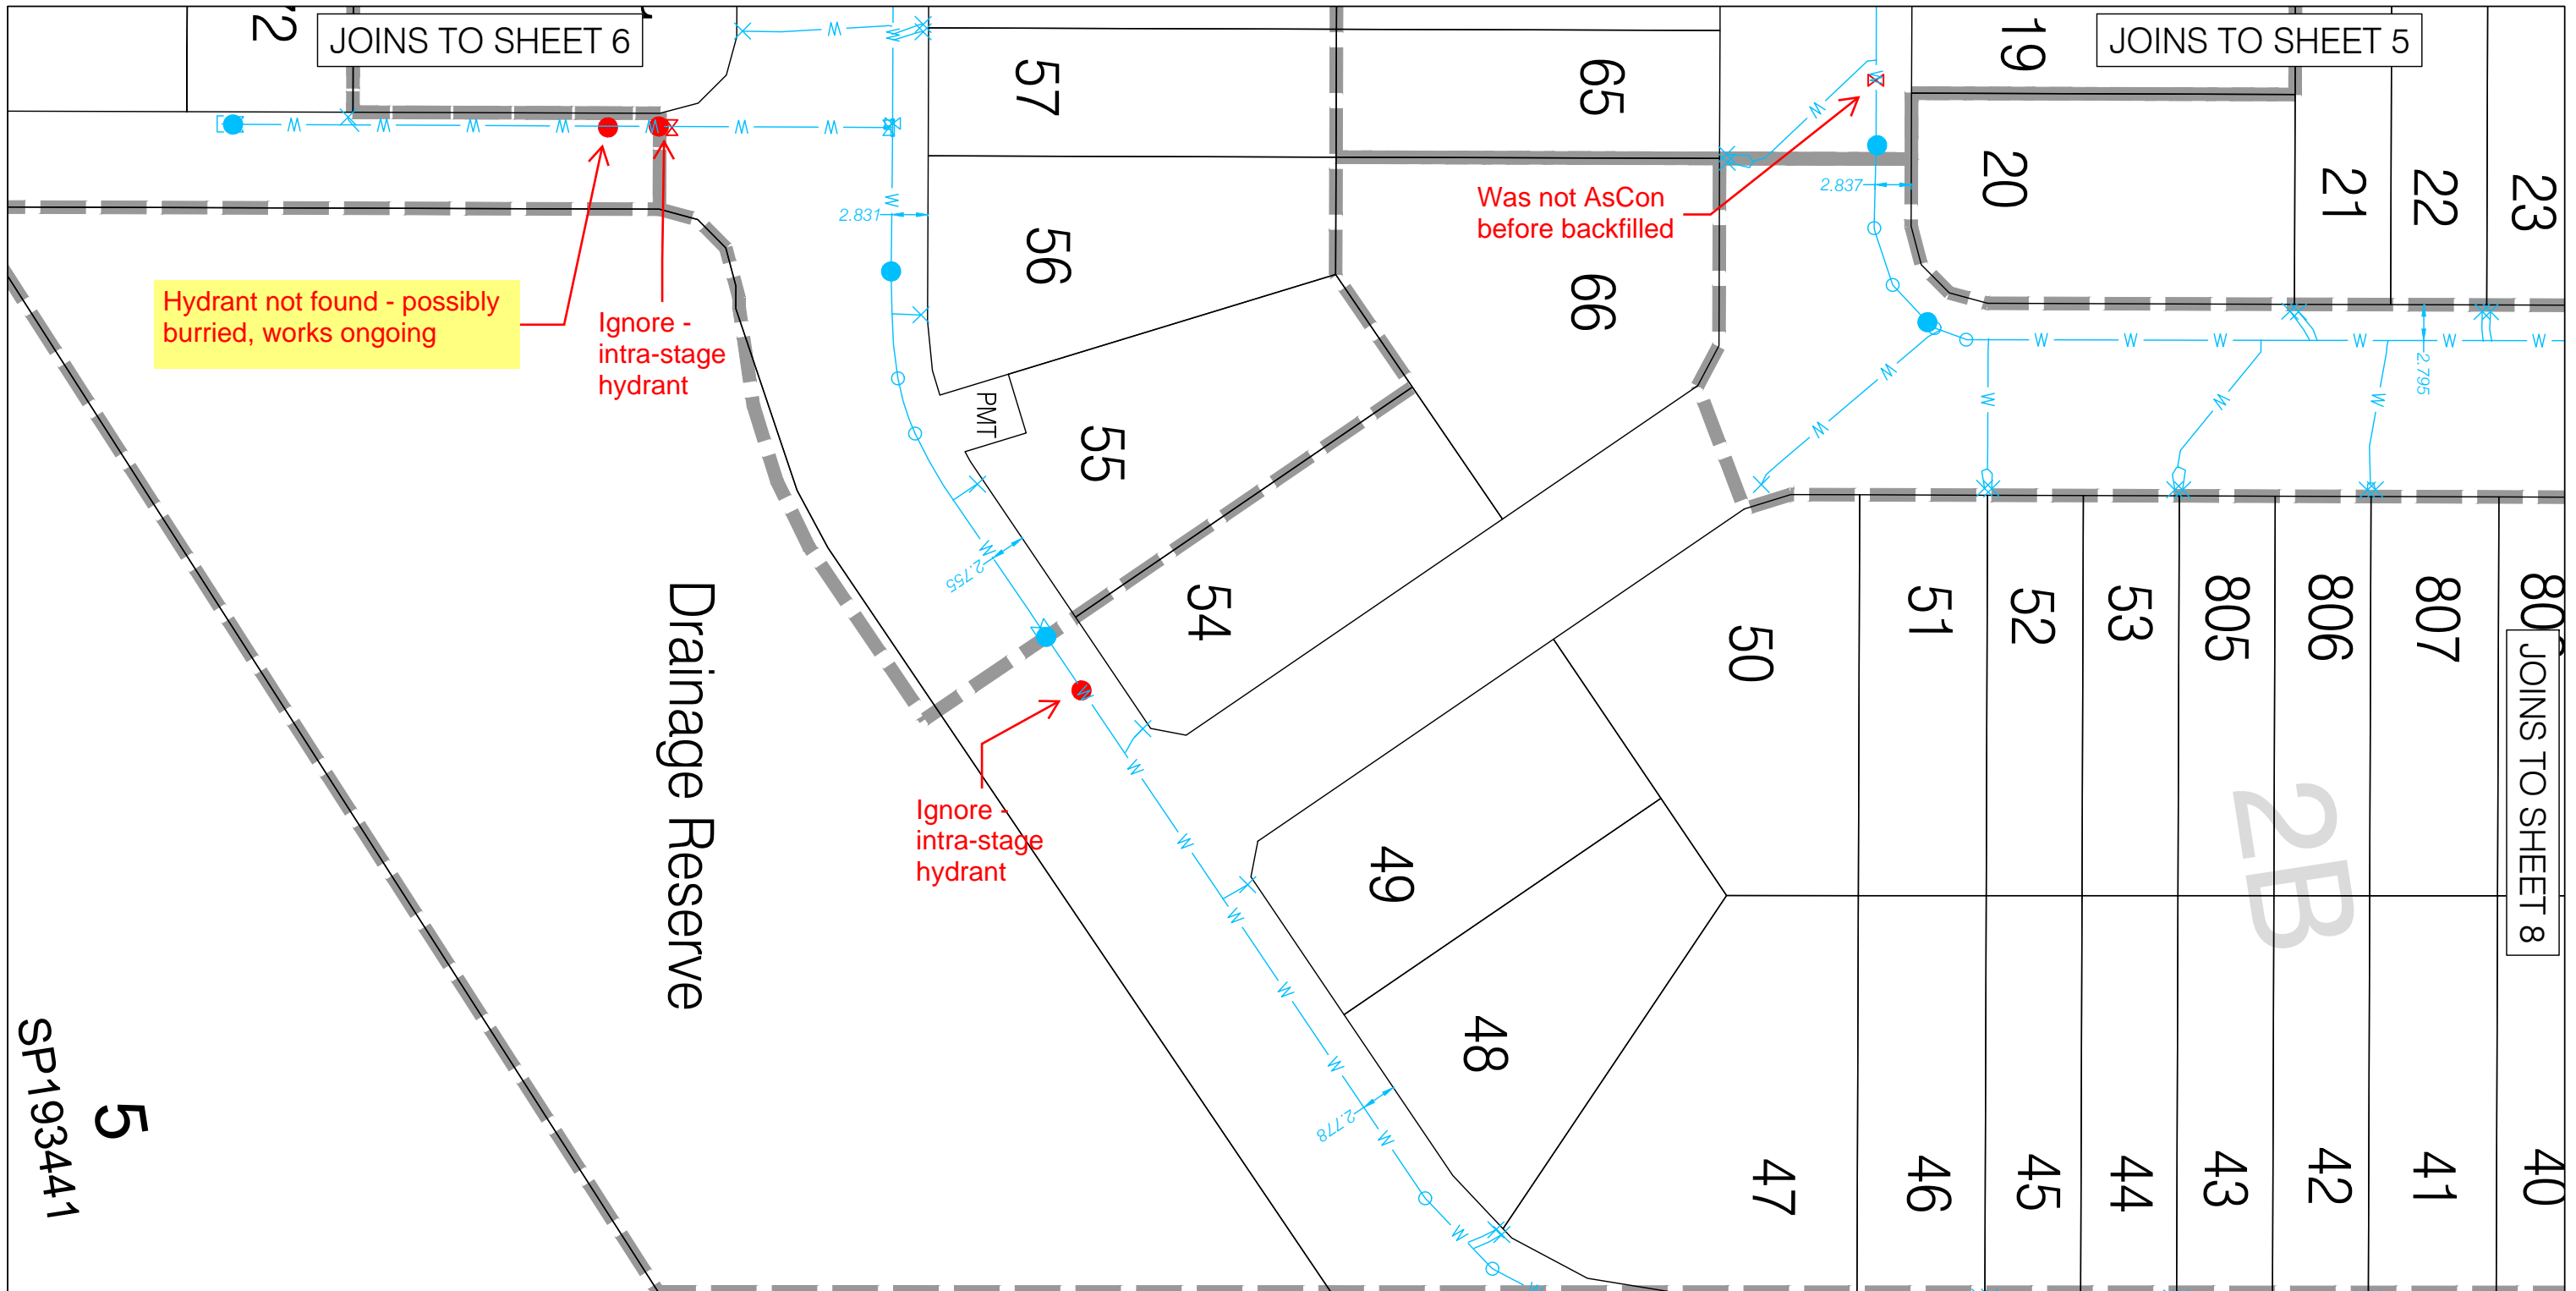 JOINS TO SHEET 6
JOINS TO SHEET 5
57
65
19
W
W
W
W
W
W
W
W
W
W
W
W
20
21
22
23
2.831
2.837
56
66
Was not AsCon
before backfilled
Hydrant not found - possibly
burried, works ongoing
Ignore -
intra-stage
hydrant
W
W
W
W
W
W
W
W
W
W
W
2.795
PMT
55
54
W
2.755
50
51
52
53
805
806
807
JOINS TO SHEET 8
Drainage Reserve
W
Ignore -
intra-stage
hydrant
W
W
W
W
W
W
W
W
49
48
2.778
2B
47
46
45
44
43
42
41
40
5
SP193441